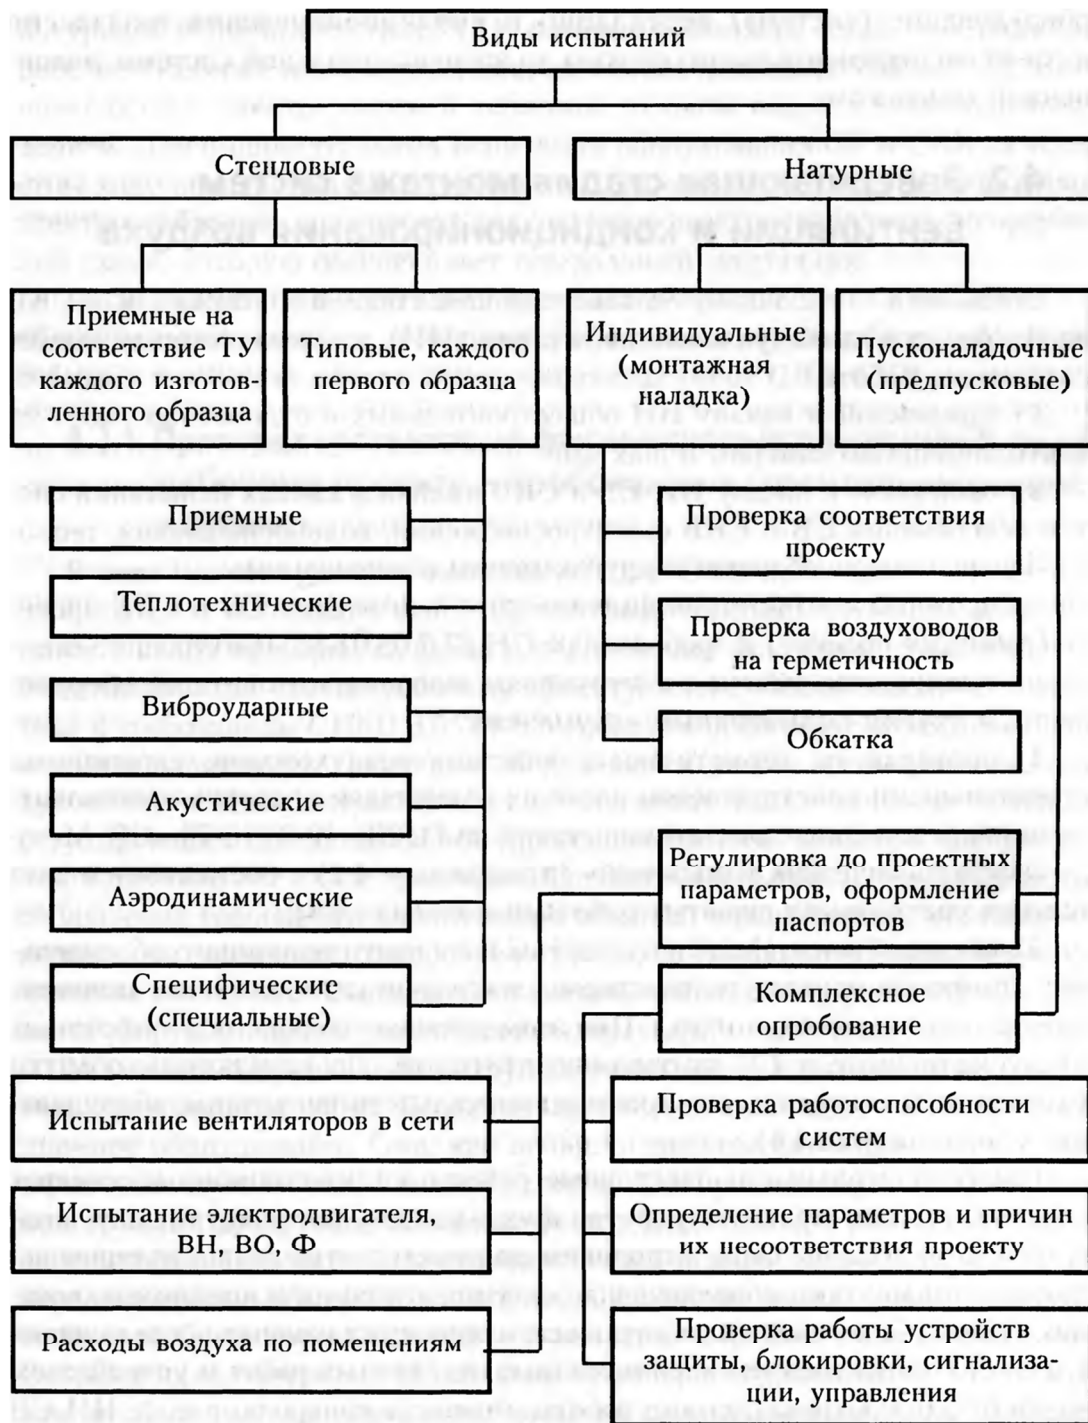 Виды испытаний
Стендовые
Натурные
Приемные на
соответствие ТУ
каждого изготов-
ленного образца
Типовые, каждого
первого образца
Индивидуальные
(монтажная
наладка)
Пусконаладочные
(предпусковые)
Приемные
Теплотехнические
Виброударные
Акустические
Аэродинамические
Специфические
(специальные)
Проверка соответствия
проекту
Проверка воздуховодов
на герметичность
Обкатка
Регулировка до проектных
параметров, оформление
паспортов
Комплексное
опробование
Испытание вентиляторов в сети
Испытание электродвигателя,
ВН, ВО, Ф
Расходы воздуха по помещениям
Проверка работоспособности
систем
Определение параметров и причин
их несоответствия проекту
Проверка работы устройств
защиты, блокировки, сигнализа-
ции, управления